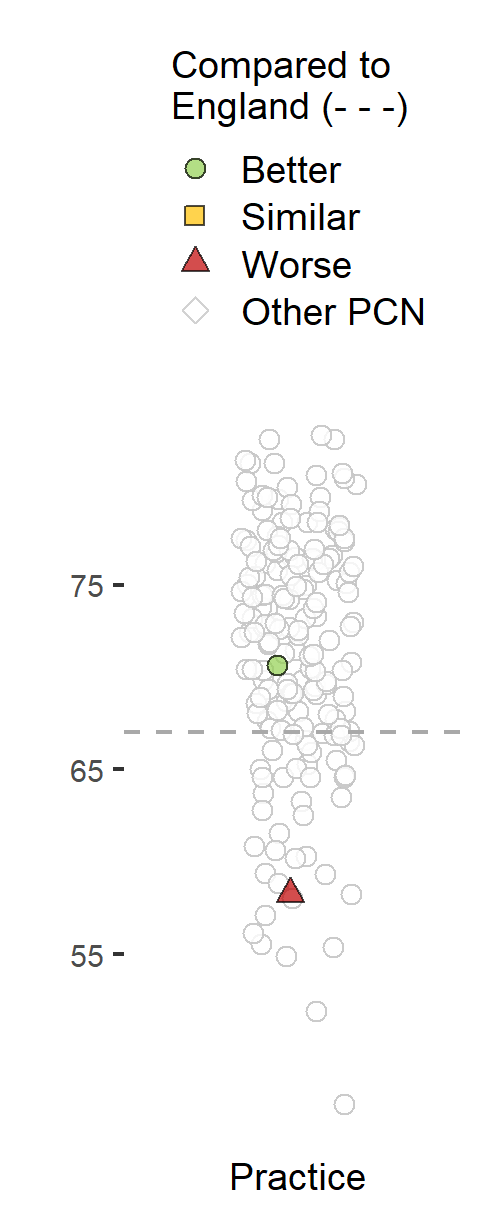 Compared to
England (- - -)
Better
Similar
Worse
Other PCN
75
65
55
Practice